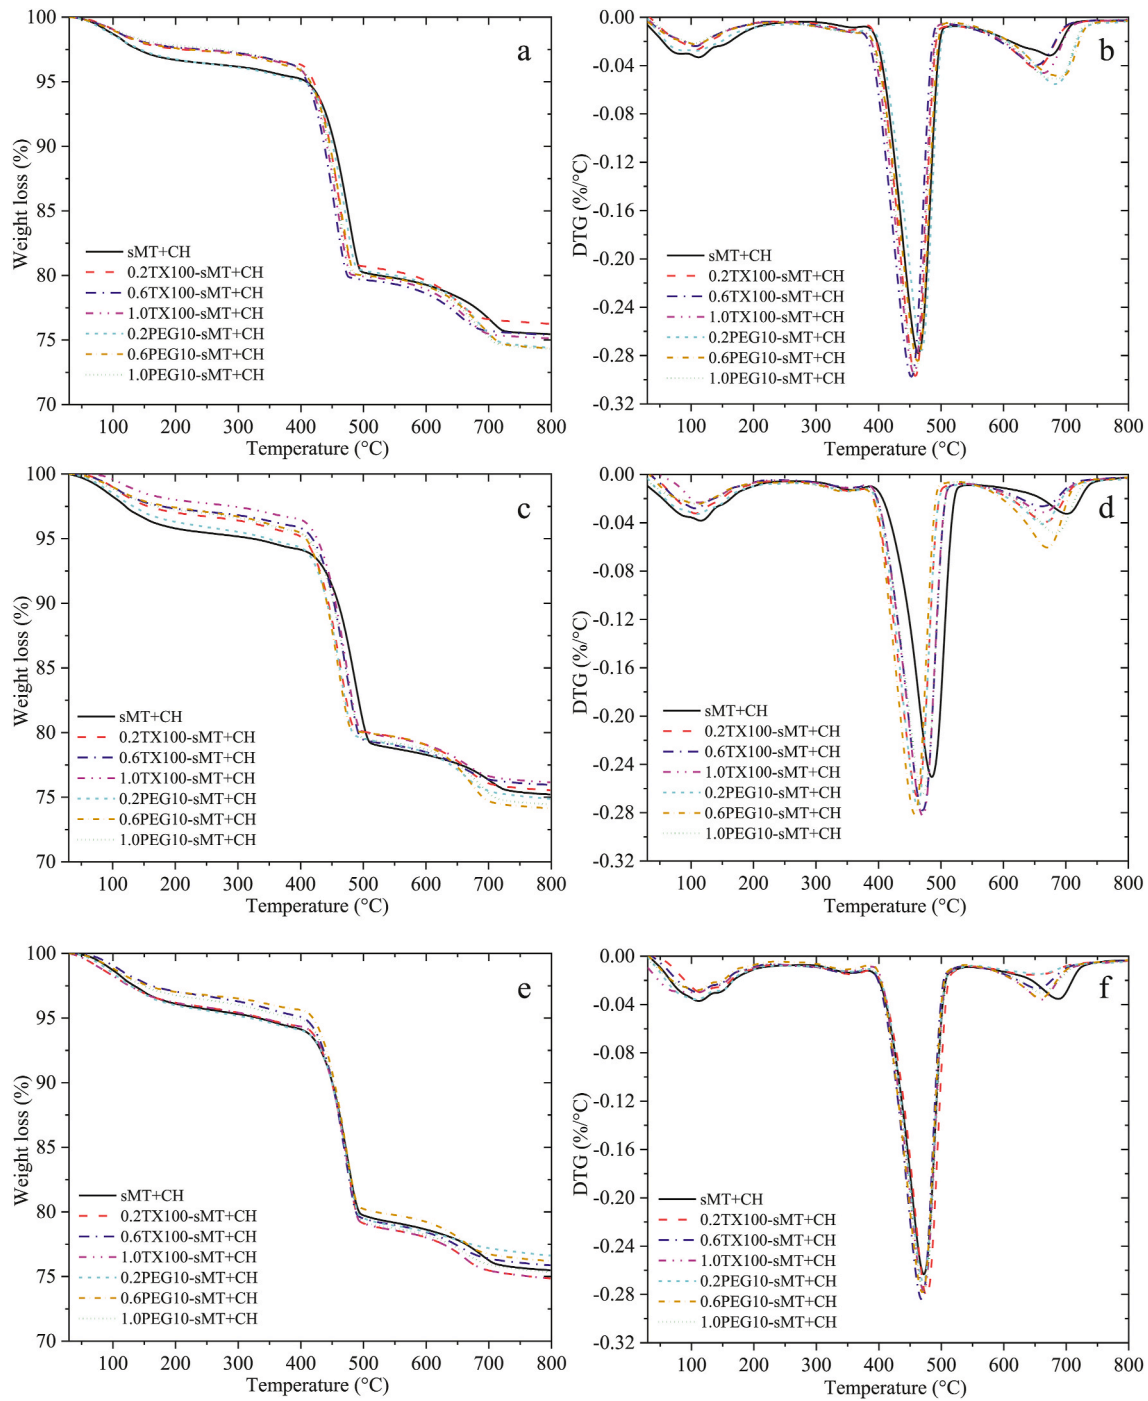 a
Weight loss (%)
100
95
90
85
80
75
70
sMT+CH
0.2TX100-sMT+CH
0.6TX100-sMT+CH
1.0TX100-sMT+CH
0.2PEG10-sMT+CH
0.6PEG10-sMT+CH
1.0PEG10-sMT+CH
100 200 300 400 500 600 700 800
Temperature (°C)
b
DTG (%/°C)
0.00
-0.04
-0.08
-0.12
-0.16
-0.20
-0.24
-0.28
-0.32
sMT+CH
0.2TX100-sMT+CH
0.6TX100-sMT+CH
1.0TX100-sMT+CH
0.2PEG10-sMT+CH
0.6PEG10-sMT+CH
1.0PEG10-sMT+CH
100 200 300 400 500 600 700 800
Temperature (°C)
c
Weight loss (%)
100
95
90
85
80
75
70
sMT+CH
0.2TX100-sMT+CH
0.6TX100-sMT+CH
1.0TX100-sMT+CH
0.2PEG10-sMT+CH
0.6PEG10-sMT+CH
1.0PEG10-sMT+CH
100 200 300 400 500 600 700 800
Temperature (°C)
d
DTG (%/°C)
0.00
-0.04
-0.08
-0.12
-0.16
-0.20
-0.24
-0.28
-0.32
sMT+CH
0.2TX100-sMT+CH
0.6TX100-sMT+CH
1.0TX100-sMT+CH
0.2PEG10-sMT+CH
0.6PEG10-sMT+CH
1.0PEG10-sMT+CH
100 200 300 400 500 600 700 800
Temperature (°C)
e
Weight loss (%)
100
95
90
85
80
75
70
sMT+CH
0.2TX100-sMT+CH
0.6TX100-sMT+CH
1.0TX100-sMT+CH
0.2PEG10-sMT+CH
0.6PEG10-sMT+CH
1.0PEG10-sMT+CH
100 200 300 400 500 600 700 800
Temperature (°C)
f
DTG (%/°C)
0.00
-0.04
-0.08
-0.12
-0.16
-0.20
-0.24
-0.28
-0.32
sMT+CH
0.2TX100-sMT+CH
0.6TX100-sMT+CH
1.0TX100-sMT+CH
0.2PEG10-sMT+CH
0.6PEG10-sMT+CH
1.0PEG10-sMT+CH
100 200 300 400 500 600 700 800
Temperature (°C)